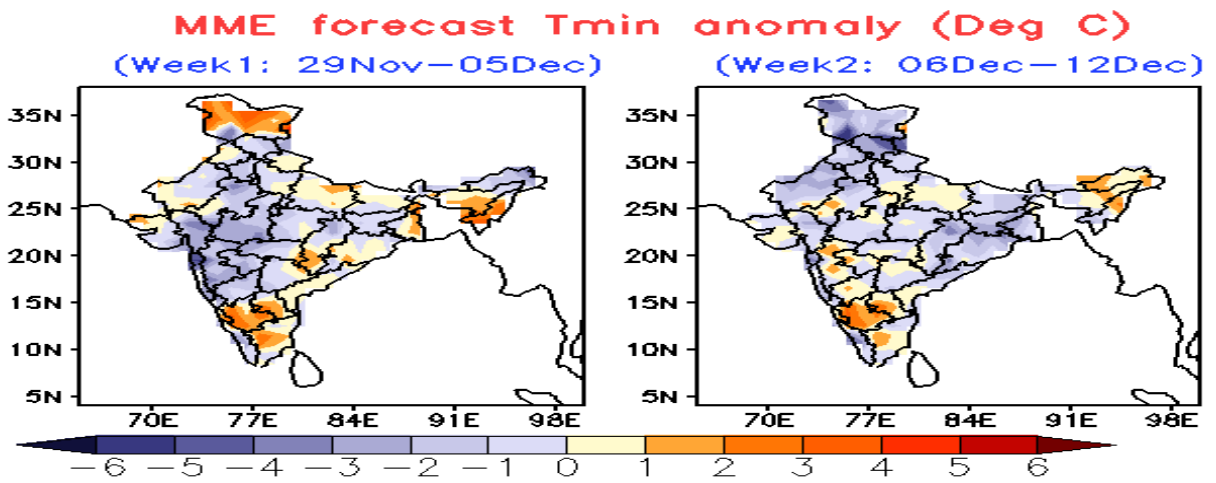 MME forecast Tmin anomaly (Deg C)
(Week1: 29Nov−05Dec)
(Week2: 06Dec−12Dec)
35N
30N
25N
20N
15N
10N
5N
70E 77E 84E 91E 98E
35N
30N
25N
20N
15N
10N
5N
70E 77E 84E 91E 98E
−6 −5 −4 −3 −2 −1 0 1 2 3 4 5 6